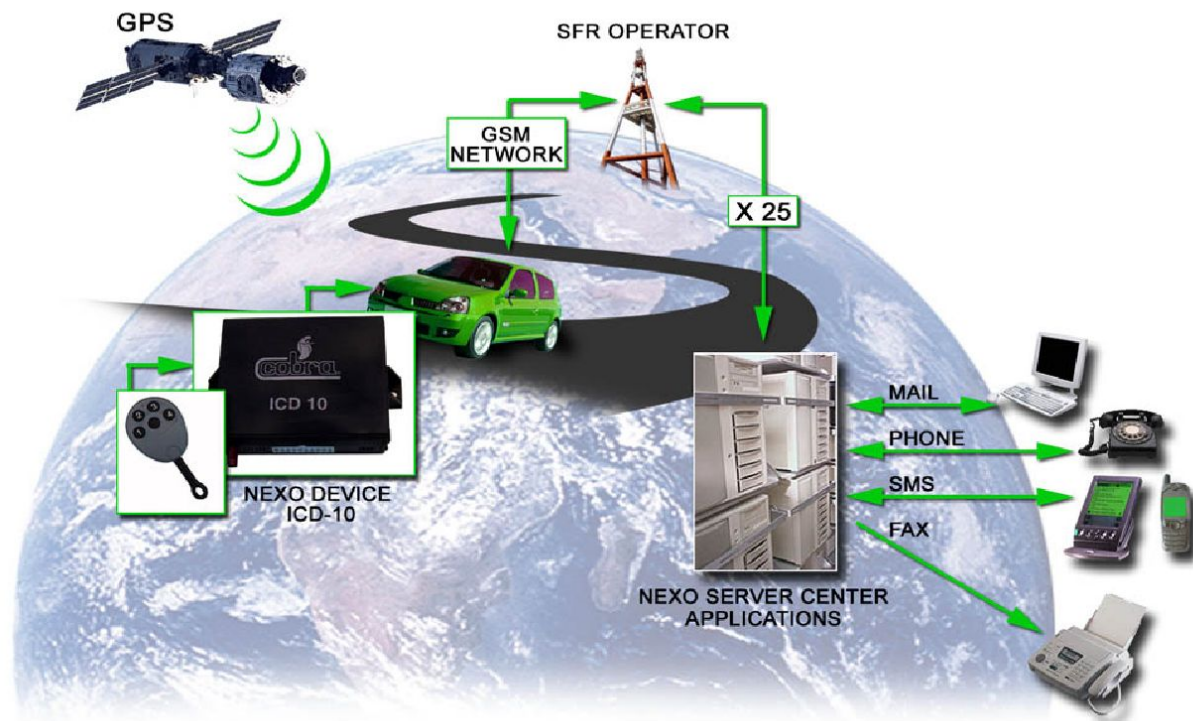 GPS
SFR OPERATOR
GSM
NETWORK
X 25
cobra
ICD 10
NEXO DEVICE
ICD-10
MAIL
PHONE
SMS
FAX
NEXO SERVER CENTER
APPLICATIONS